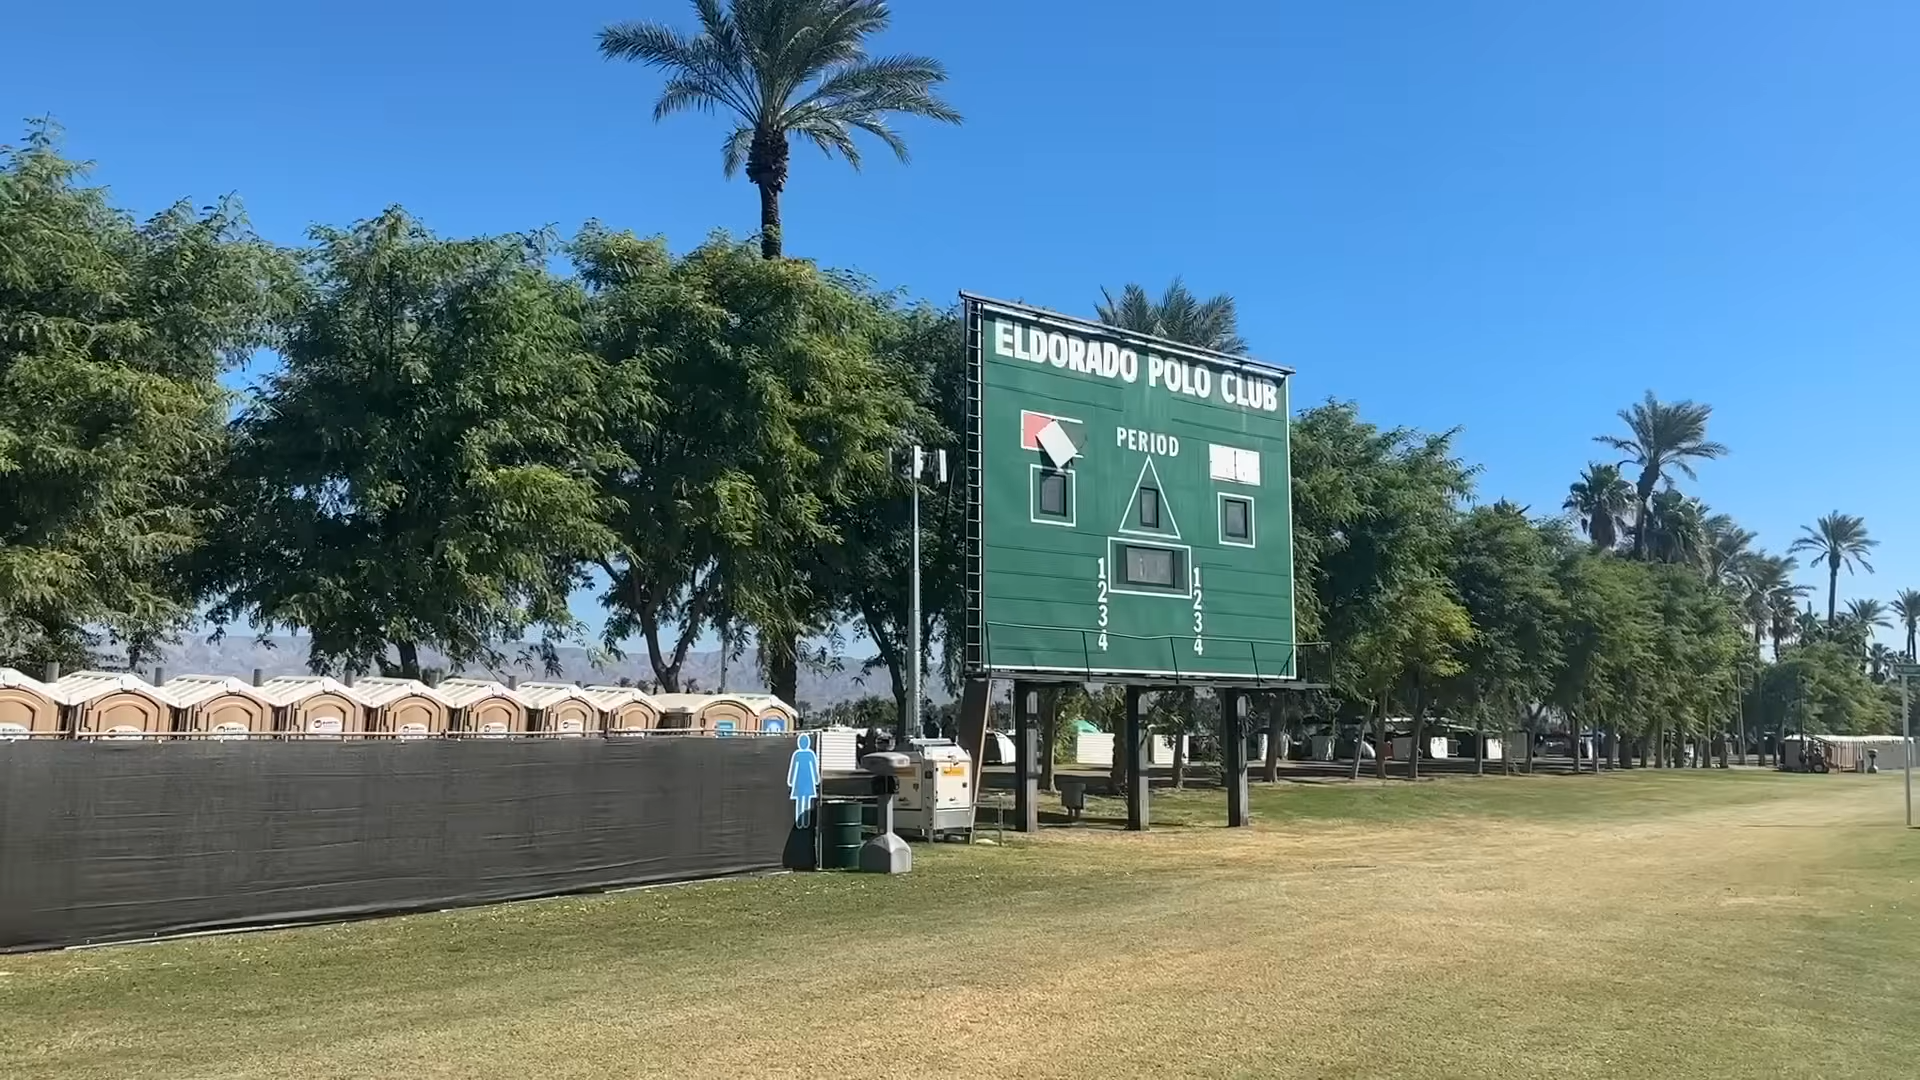 ELDORADO POLO CLUB
PERIOD
1 1
2 2
3 3
4 4